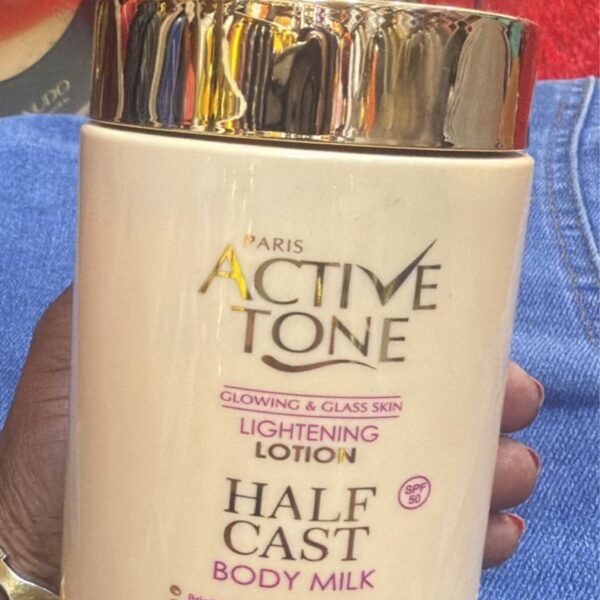 PARIS
ACTIVE
TONE
GLOWING & GLASS SKIN
LIGHTENING
LOTION
HALF
CAST
SPF
50
BODY MILK